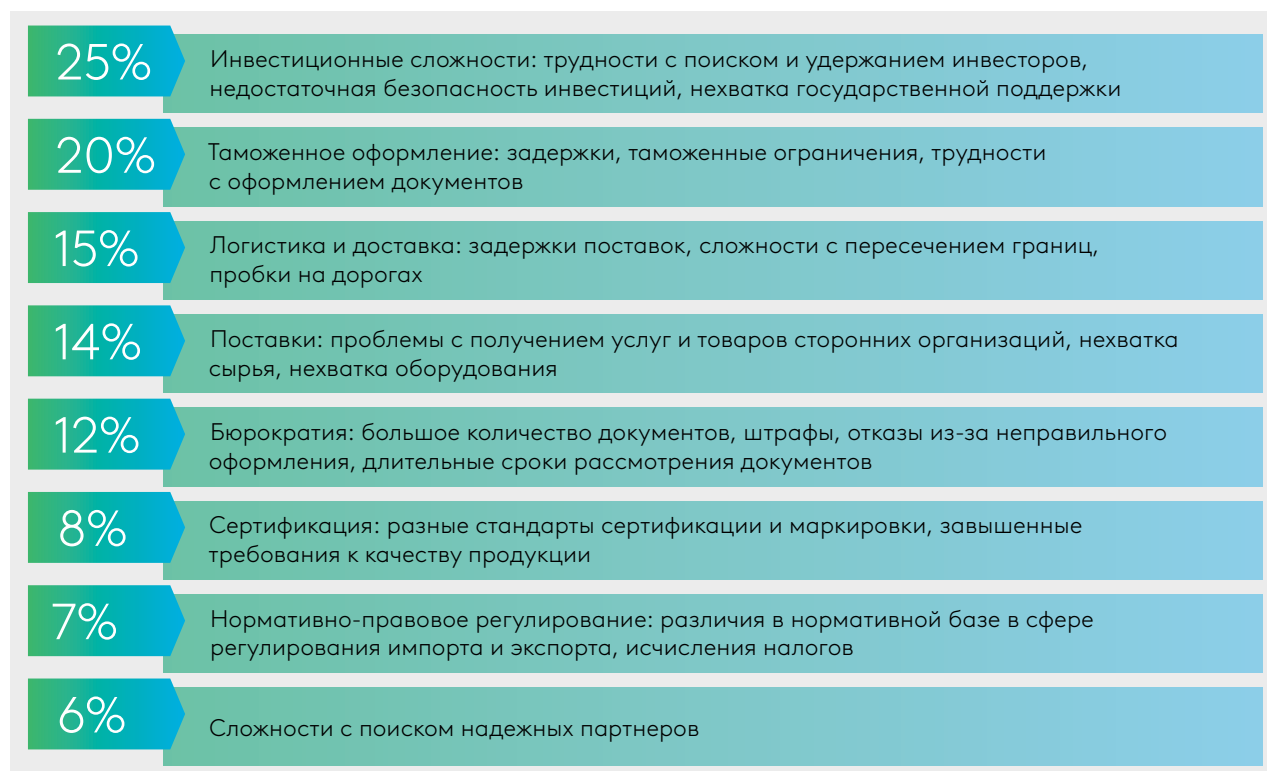 25%
Инвестиционные сложности: трудности с поиском и удержанием инвесторов,
недостаточная безопасность инвестиций, нехватка государственной поддержки
20%
Таможенное оформление: задержки, таможенные ограничения, трудности
с оформлением документов
15%
Логистика и доставка: задержки поставок, сложности с пересечением границ,
пробки на дорогах
14%
Поставки: проблемы с получением услуг и товаров сторонних организаций, нехватка
сырья, нехватка оборудования
12%
Бюрократия: большое количество документов, штрафы, отказы из-за неправильного
оформления, длительные сроки рассмотрения документов
8%
Сертификация: разные стандарты сертификации и маркировки, завышенные
требования к качеству продукции
7%
Нормативно-правовое регулирование: различия в нормативной базе в сфере
регулирования импорта и экспорта, исчисления налогов
6%
Сложности с поиском надежных партнеров